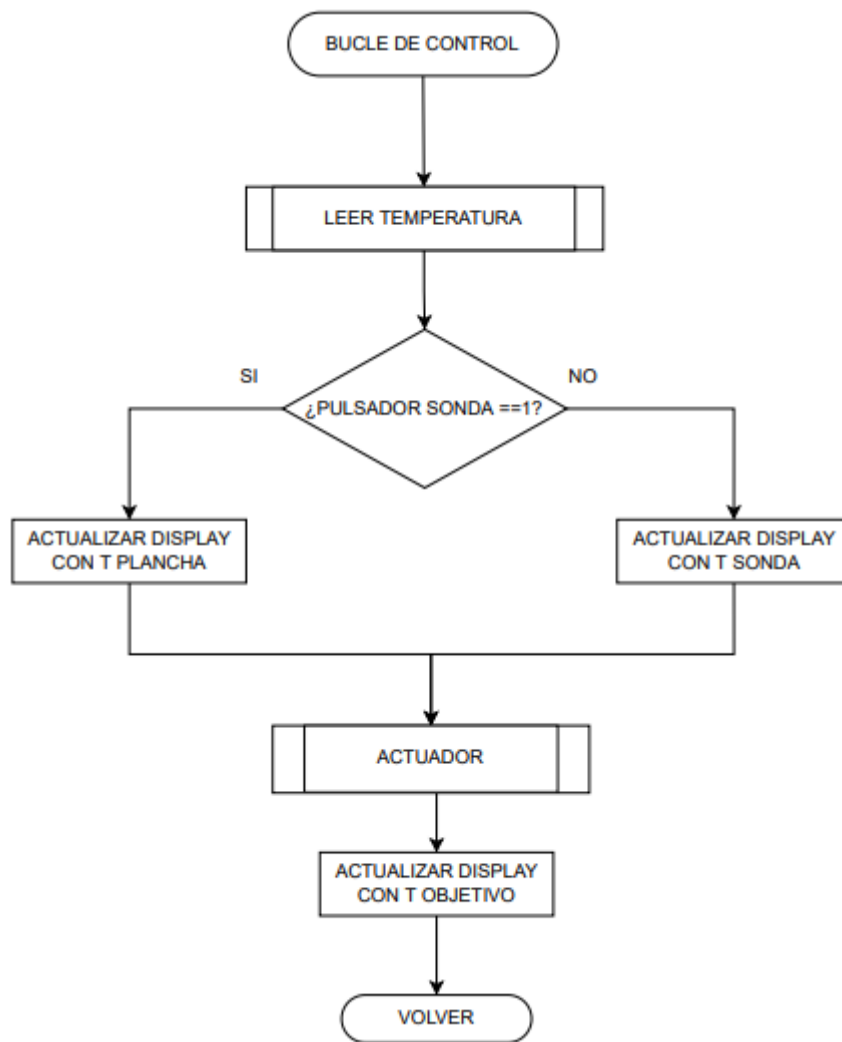 BUCLE DE CONTROL
LEER TEMPERATURA
SI
NO
¿PULSADOR SONDA ==1?
ACTUALIZAR DISPLAY
CON T PLANCHA
ACTUALIZAR DISPLAY
CON T SONDA
ACTUADOR
ACTUALIZAR DISPLAY
CON T OBJETIVO
VOLVER